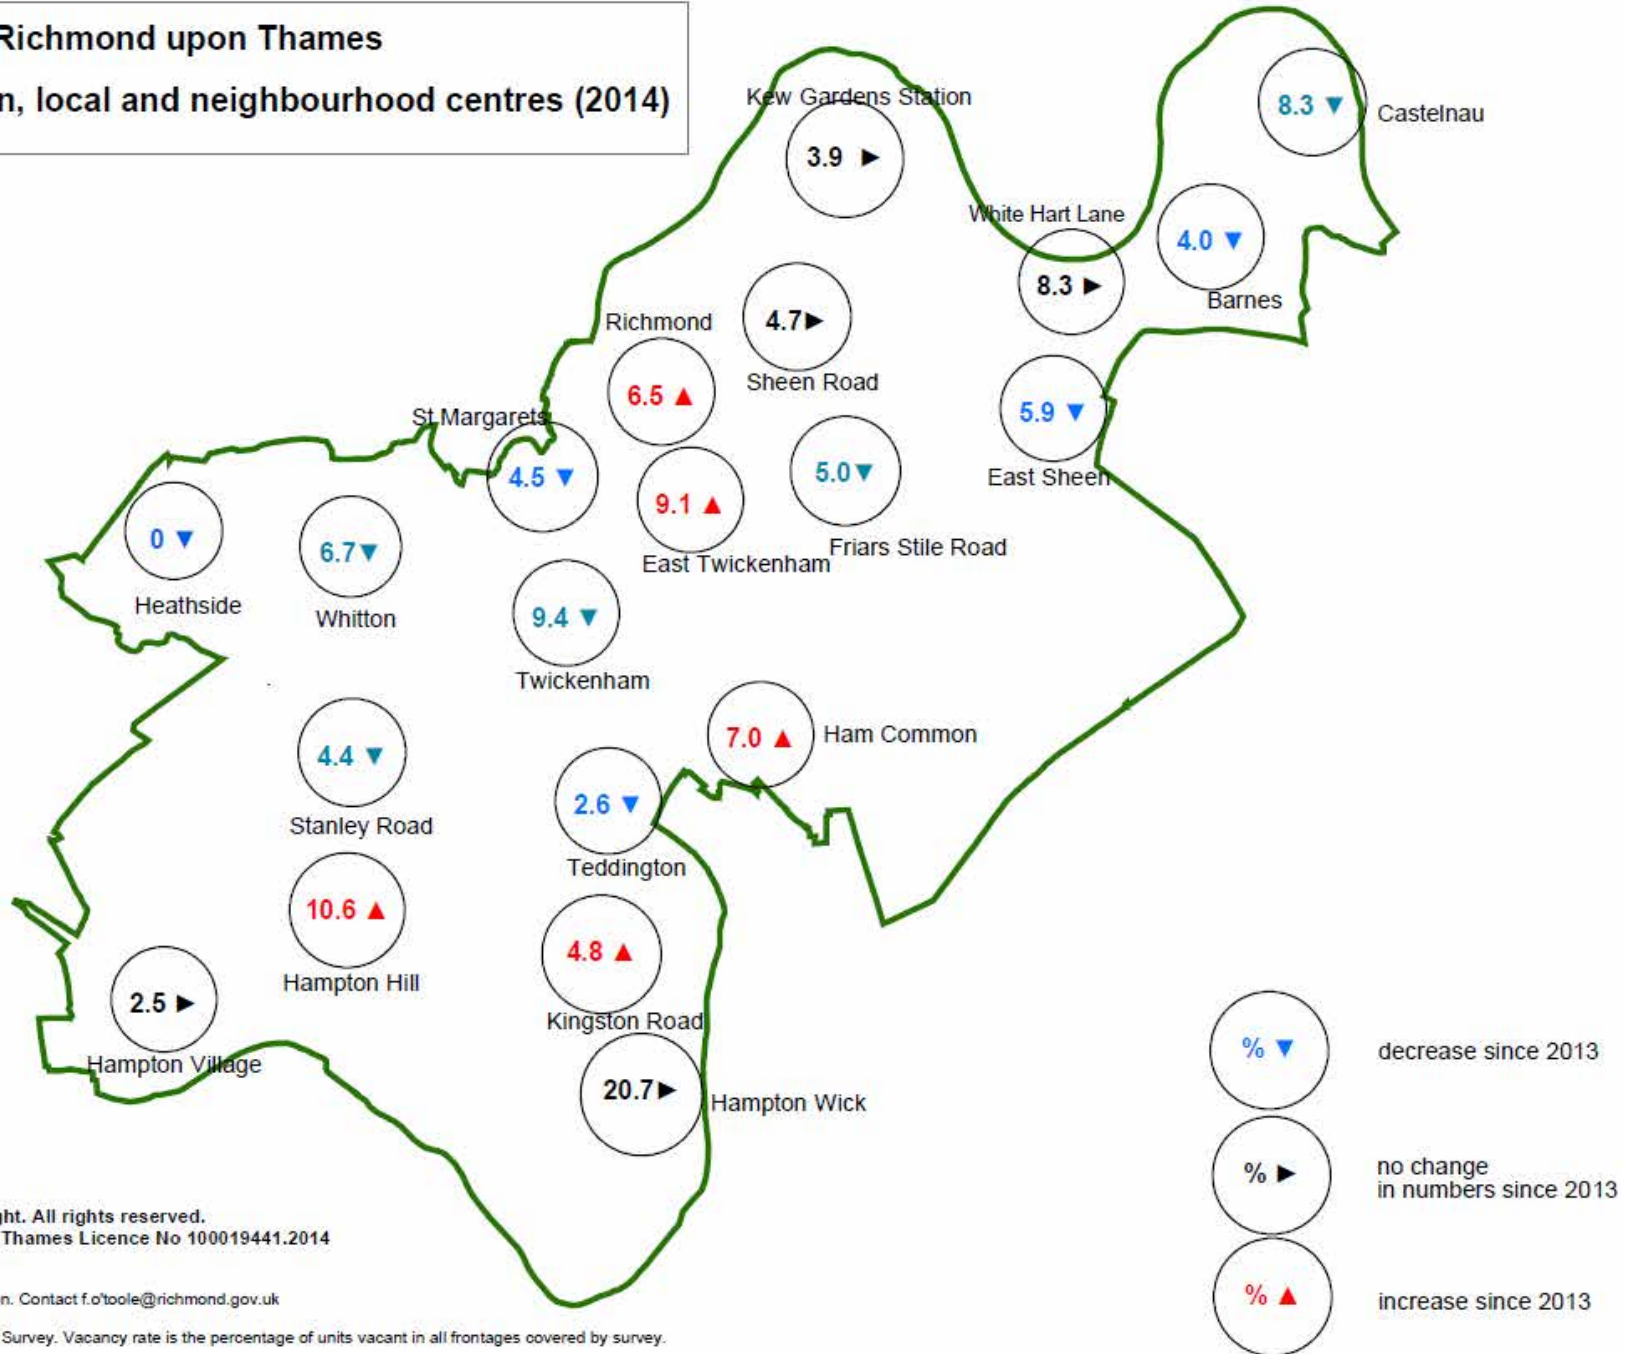 Richmond upon Thames
local and neighbourhood centres (2014)
Kew Gardens Station
3.9 ►
8.3 ▼
Castelnau
White Hart Lane
8.3 ►
4.0 ▼
Barnes
Richmond
6.5 ▲
4.7►
Sheen Road
St Margarets
4.5 ▼
9.1 ▲
East Twickenham
5.0▼
Friars Stile Road
5.9 ▼
East Sheen
0 ▼
Heathside
6.7▼
Whitton
9.4 ▼
Twickenham
7.0 ▲
Ham Common
4.4 ▼
Stanley Road
2.6 ▼
Teddington
10.6 ▲
Hampton Hill
4.8 ▲
Kingston Road
2.5 ►
Hampton Village
20.7►
Hampton Wick
% ▼
decrease since 2013
% ►
no change
in numbers since 2013
% ▲
increase since 2013
All rights reserved.
Thames Licence No 100019441.2014
Contact f.o'toole@richmond.gov.uk
Survey. Vacancy rate is the percentage of units vacant in all frontages covered by survey.